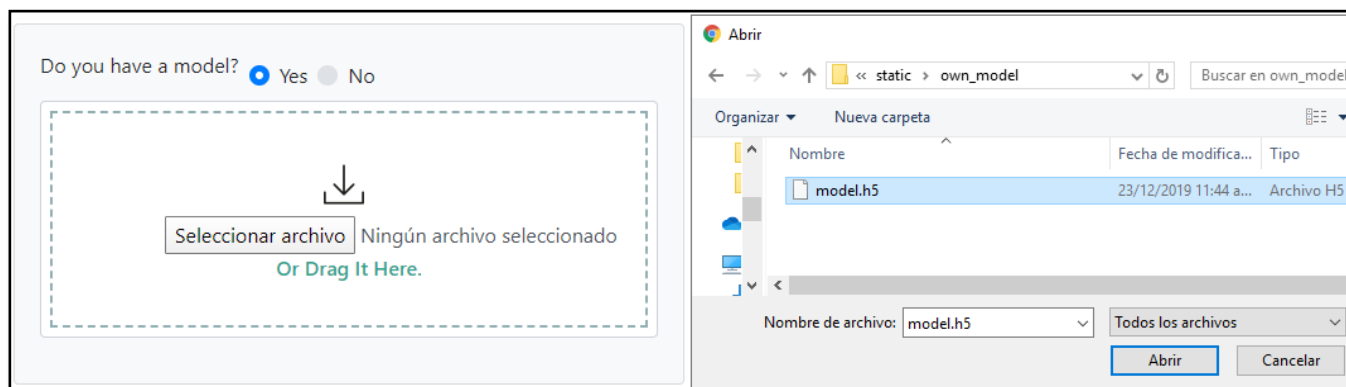 Do you have a model? Yes No
Seleccionar archivo Ningún archivo seleccionado
Or Drag It Here.
Abrir
« static › own_model
Buscar en own_model
Organizar Nueva carpeta
Nombre Fecha de modifica... Tipo
model.h5 23/12/2019 11:44 a... Archivo H5
Nombre de archivo: model.h5 Todos los archivos
Abrir Cancelar